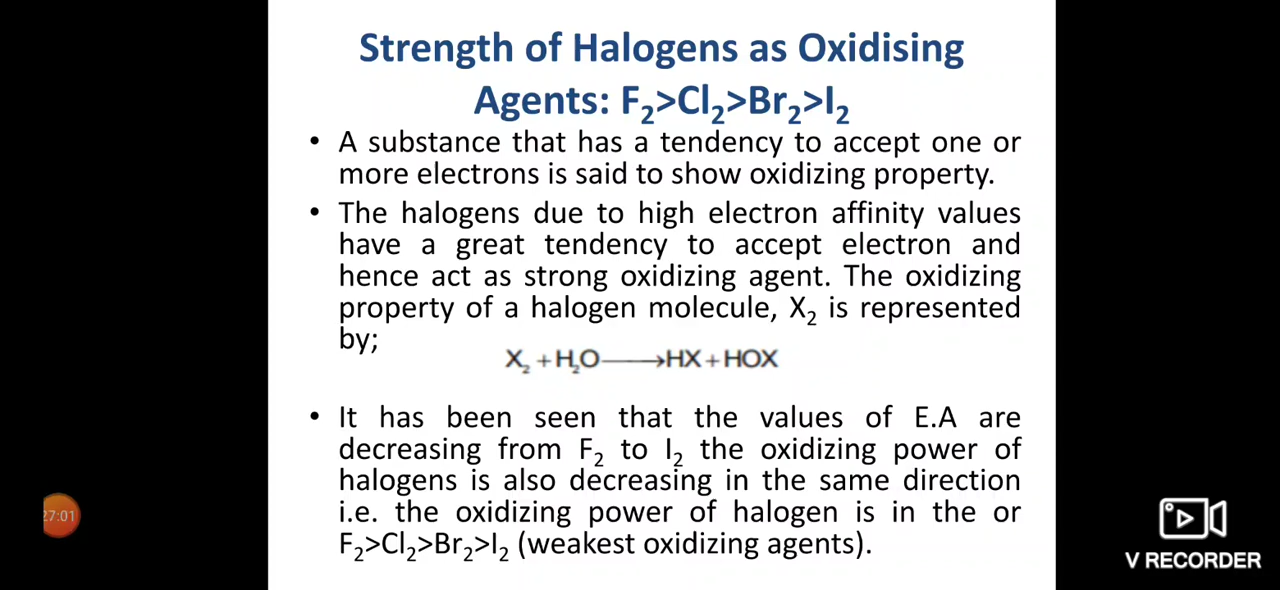 Strength of Halogens as Oxidising
Agents: F₂>Cl₂>Br₂>I₂
• A substance that has a tendency to accept one or
more electrons is said to show oxidizing property.
• The halogens due to high electron affinity values
have a great tendency to accept electron and
hence act as strong oxidizing agent. The oxidizing
property of a halogen molecule, X₂ is represented
by;
X₂ + H₂O ⟶ HX + HOX
• It has been seen that the values of E.A are
decreasing from F₂ to I₂ the oxidizing power of
halogens is also decreasing in the same direction
i.e. the oxidizing power of halogen is in the or
F₂>Cl₂>Br₂>I₂ (weakest oxidizing agents).
27:01
V RECORDER